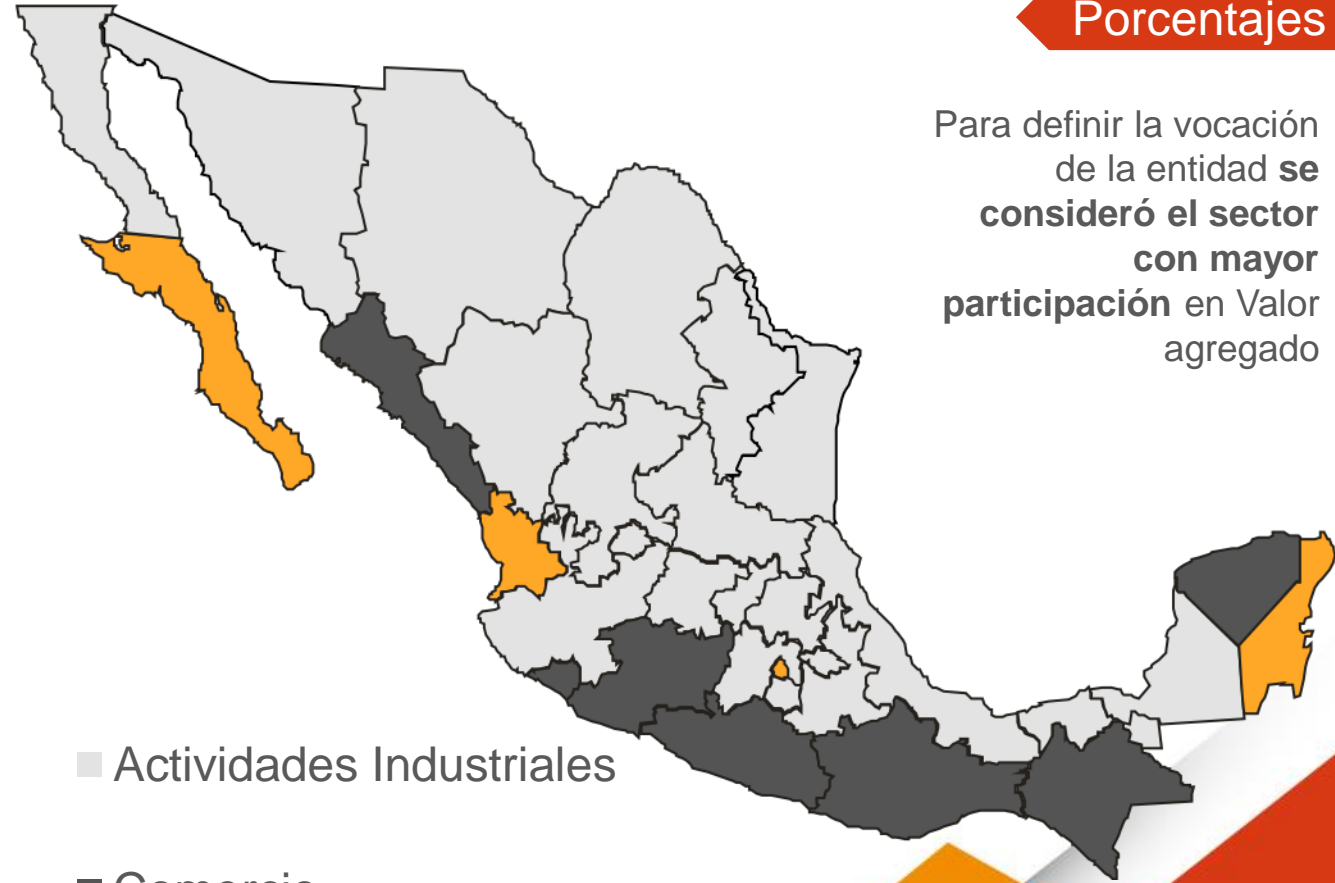 Porcentajes
Para definir la vocación
de la entidad se
consideró el sector
con mayor
participación en Valor
agregado
Actividades Industriales
Comercio